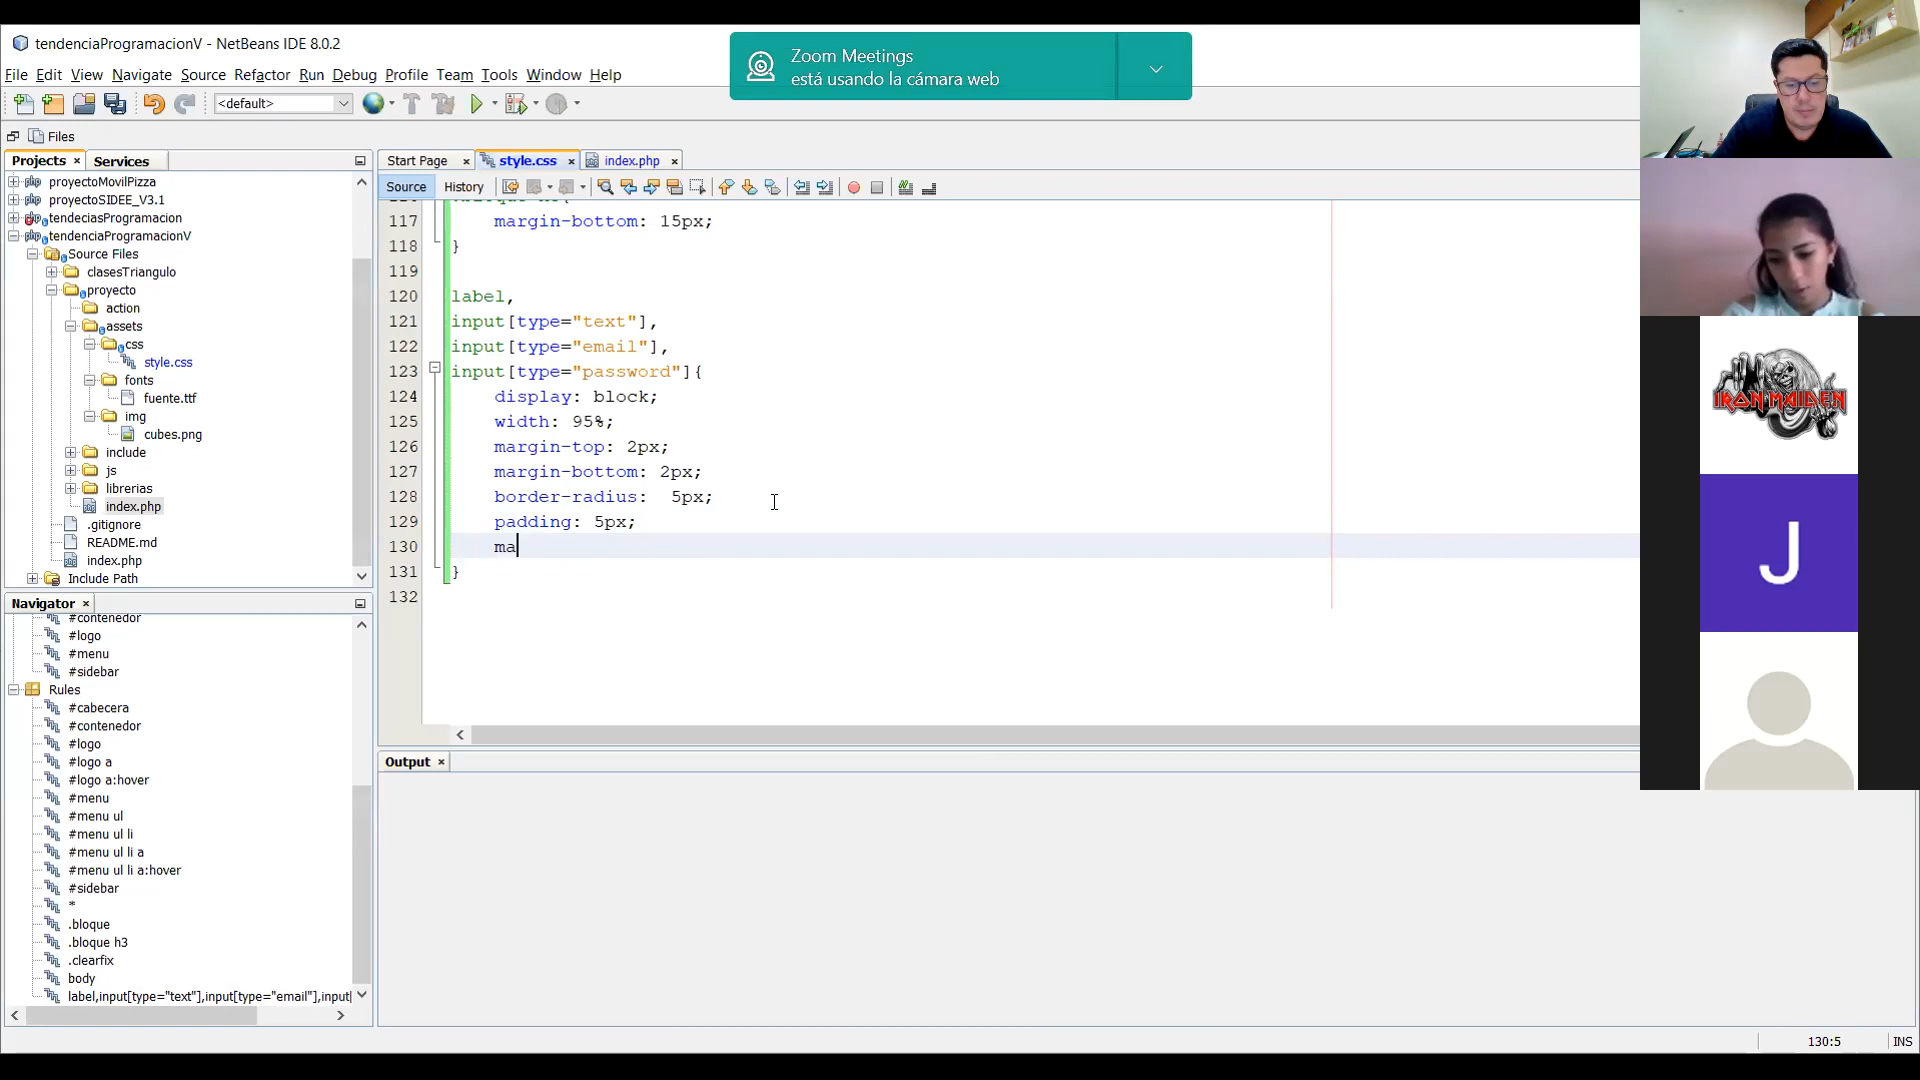 tendenciaProgramacionV - NetBeans IDE 8.0.2
Zoom Meetings
está usando la cámara web
File Edit View Navigate Source Refactor Run Debug Profile Team Tools Window Help
<default>
Files
Projects Services
Start Page style.css index.php
Source History
proyectoMovilPizza
proyectoSIDEE_V3.1
tendeciasProgramacion
tendenciaProgramacionV
Source Files
clasesTriangulo
proyecto
action
assets
css
style.css
fonts
fuente.ttf
img
cubes.png
include
js
librerias
index.php
.gitignore
README.md
index.php
Include Path
117 margin-bottom: 15px;
118 }
119
120 label,
121 input[type="text"],
122 input[type="email"],
123 input[type="password"]{
124 display: block;
125 width: 95%;
126 margin-top: 2px;
127 margin-bottom: 2px;
128 border-radius:  5px;
129 padding: 5px;
130 ma
131 }
132
Navigator
#contenedor
#logo
#menu
#sidebar
Rules
#cabecera
#contenedor
#logo
#logo a
#logo a:hover
#menu
#menu ul
#menu ul li
#menu ul li a
#menu ul li a:hover
#sidebar
*
.bloque
.bloque h3
.clearfix
body
label,input[type="text"],input[type="email"],input[
Output
IRON MAIDEN
J
130:5 INS